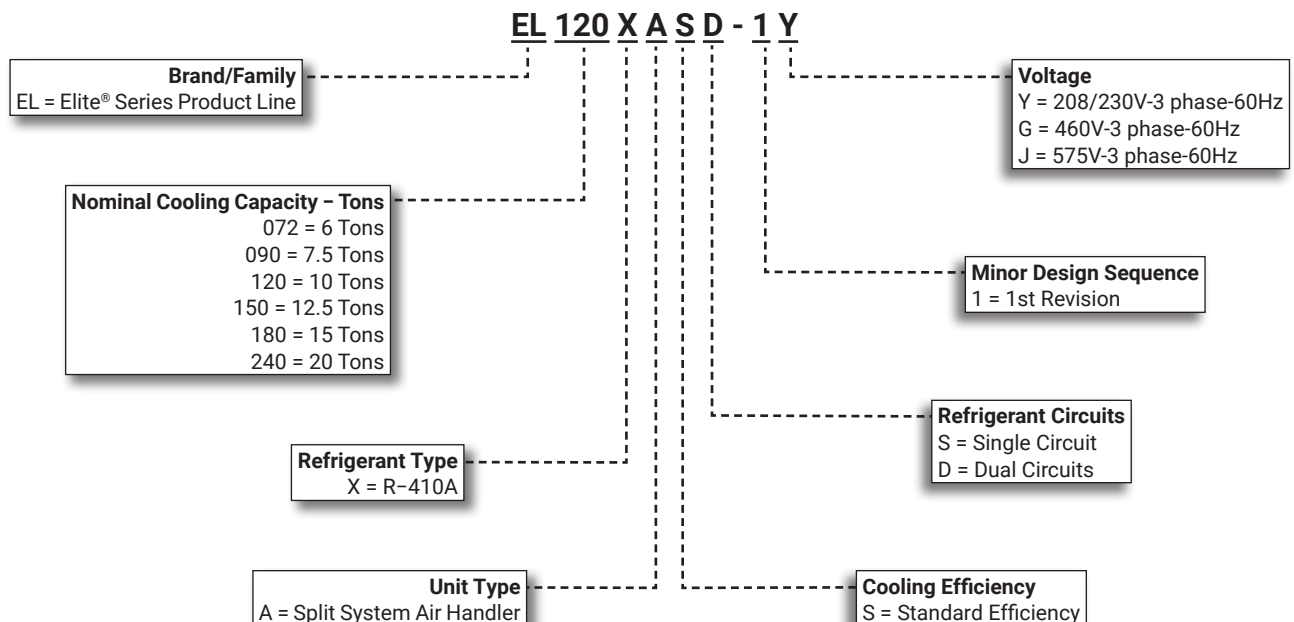 EL 120 X A S D - 1 Y
Brand/Family
EL = Elite® Series Product Line
Voltage
Y = 208/230V-3 phase-60Hz
G = 460V-3 phase-60Hz
J = 575V-3 phase-60Hz
Nominal Cooling Capacity – Tons
072 = 6 Tons
090 = 7.5 Tons
120 = 10 Tons
150 = 12.5 Tons
180 = 15 Tons
240 = 20 Tons
Minor Design Sequence
1 = 1st Revision
Refrigerant Circuits
S = Single Circuit
D = Dual Circuits
Refrigerant Type
X = R−410A
Unit Type
A = Split System Air Handler
Cooling Efficiency
S = Standard Efficiency